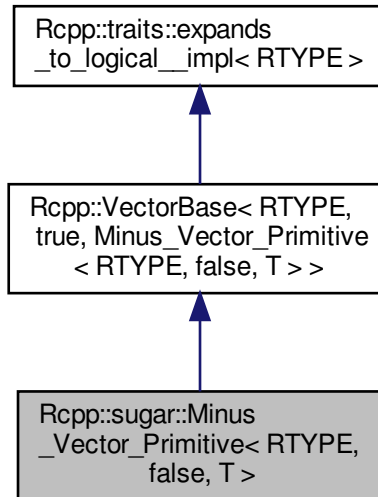 Rcpp::traits::expands
_to_logical__impl< RTYPE >
Rcpp::VectorBase< RTYPE,
true, Minus_Vector_Primitive
< RTYPE, false, T > >
Rcpp::sugar::Minus
_Vector_Primitive< RTYPE,
false, T >